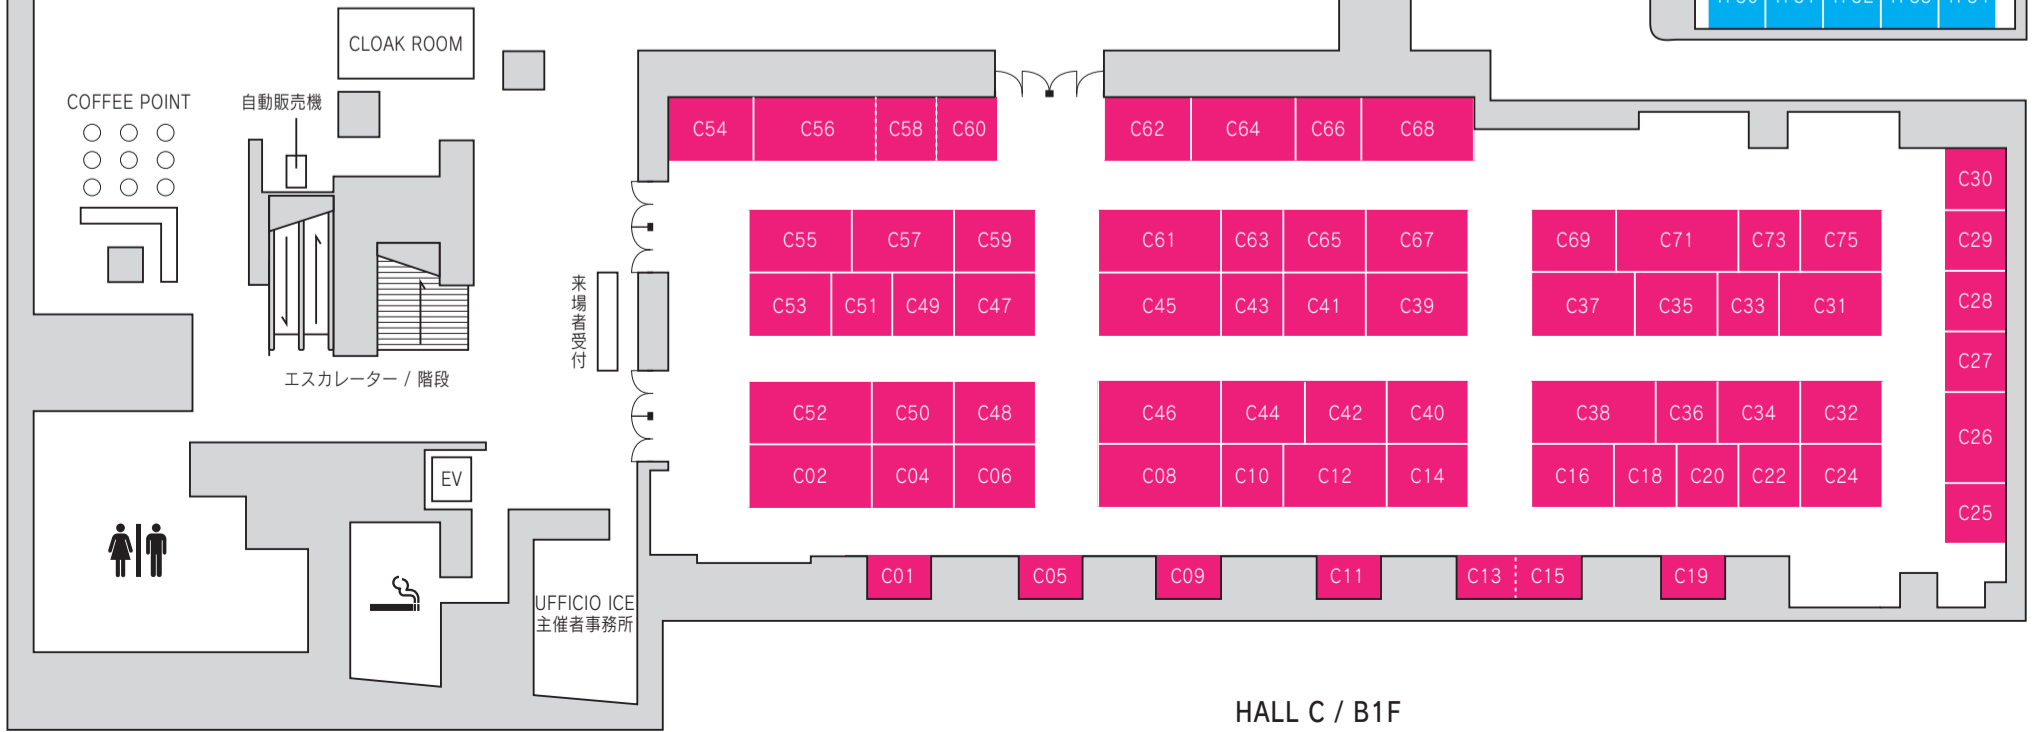 CLOAK ROOM
COFFEE POINT
自動販売機
エスカレーター / 階段
来場者受付
EV
UFFICIO ICE
主催者事務所
C54 C56 C58 C60 C62 C64 C66 C68
C30
C55 C57 C59 C61 C63 C65 C67 C69 C71 C73 C75 C29
C53 C51 C49 C47 C45 C43 C41 C39 C37 C35 C33 C31 C28
C27
C52 C50 C48 C46 C44 C42 C40 C38 C36 C34 C32
C26
C02 C04 C06 C08 C10 C12 C14 C16 C18 C20 C22 C24
C25
C01 C05 C09 C11 C13 C15 C19
HALL C / B1F